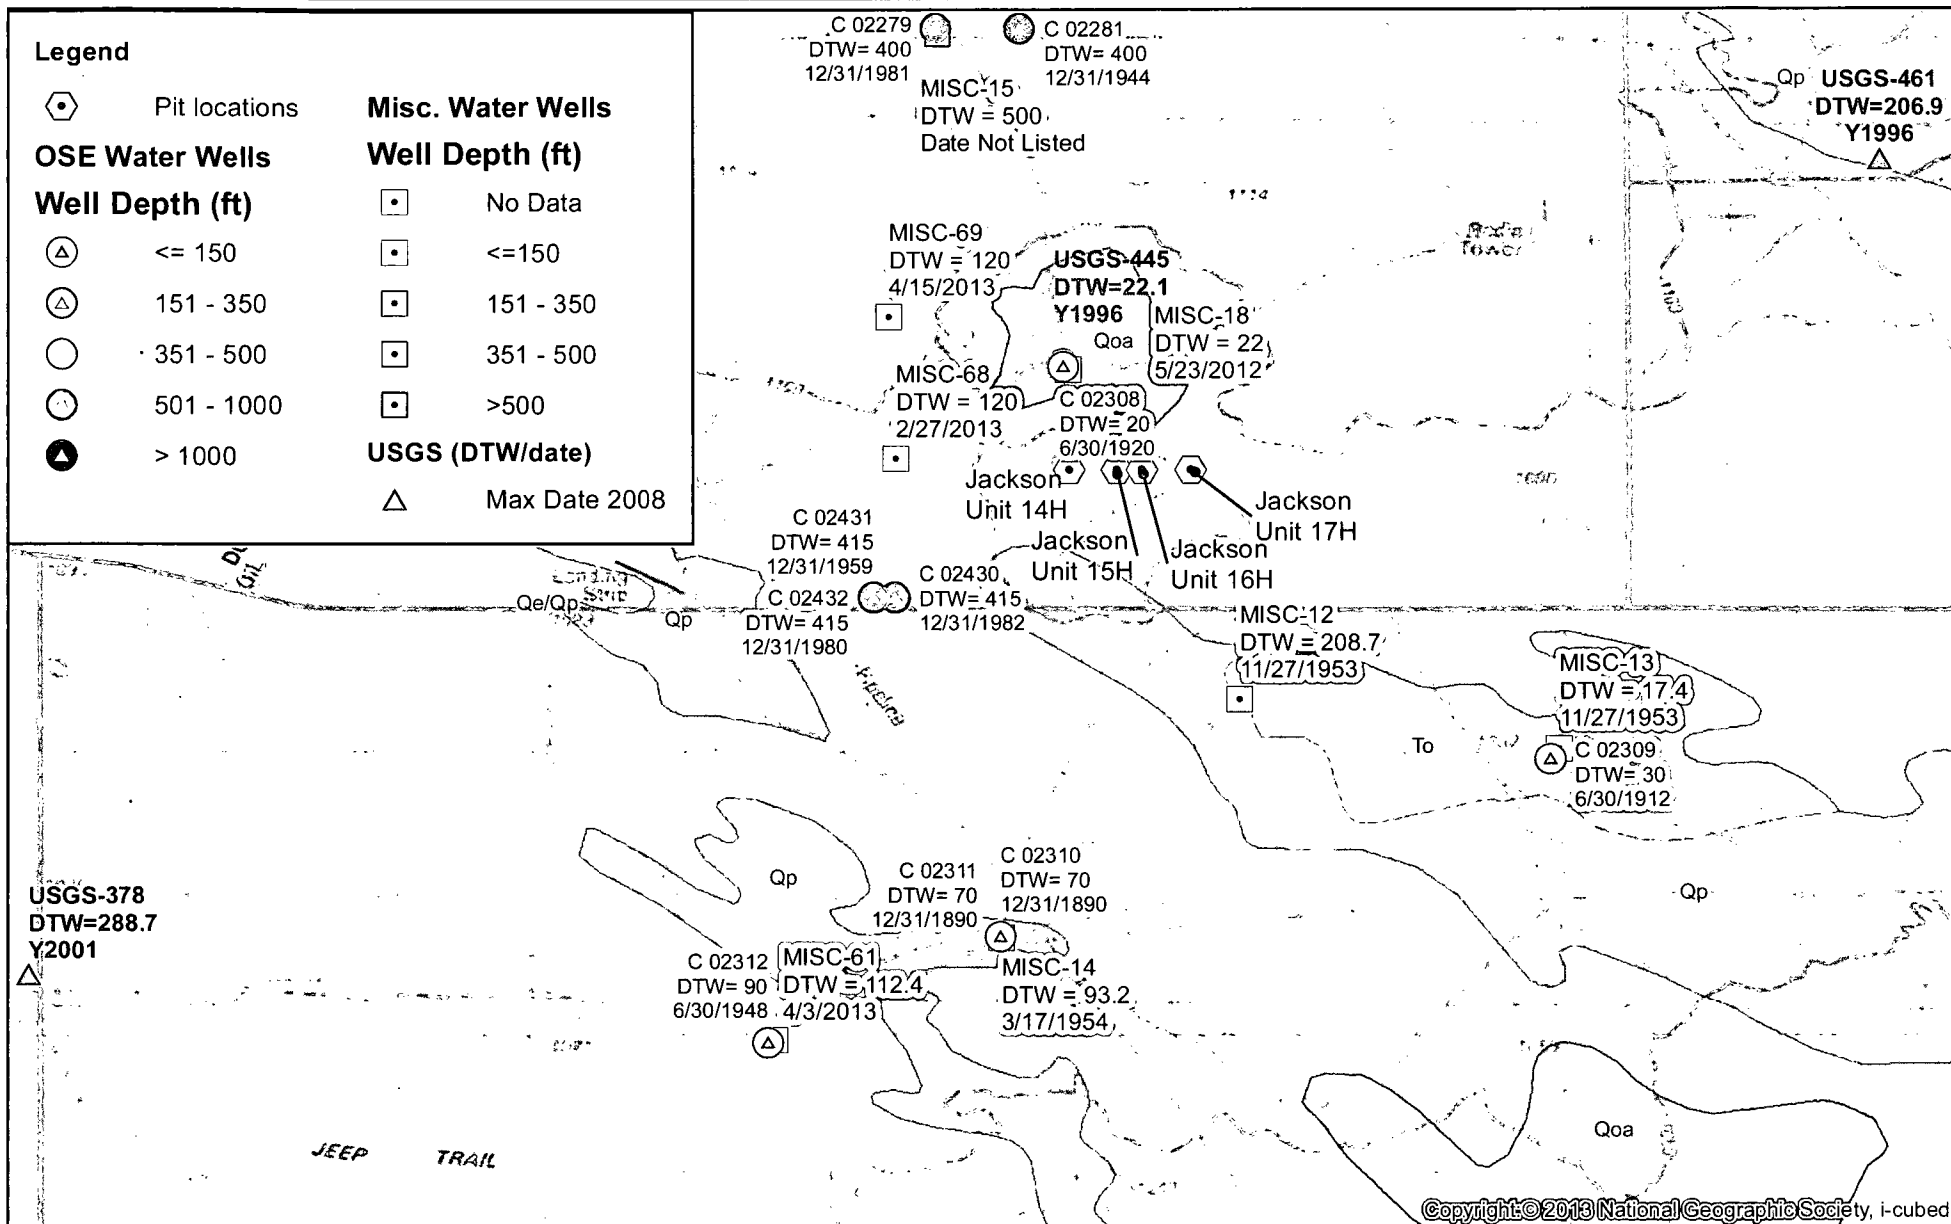 Legend
Pit locations
OSE Water Wells
Well Depth (ft)
<= 150
151 - 350
351 - 500
501 - 1000
> 1000
Misc. Water Wells
Well Depth (ft)
No Data
<=150
151 - 350
351 - 500
>500
USGS (DTW/date)
Max Date 2008
C 02279
DTW= 400
12/31/1981
C 02281
DTW= 400
12/31/1944
MISC-15
DTW = 500
Date Not Listed
Qp
USGS-461
DTW=206.9
Y1996
MISC-69
DTW = 120
4/15/2013
USGS-445
DTW=22.1
Y1996
Qoa
MISC-18
DTW = 22
5/23/2012
Radio
Tower
MISC-68
DTW = 120
2/27/2013
C 02308
DTW= 20
6/30/1920
Jackson
Unit 14H
Jackson
Unit 15H
Jackson
Unit 16H
Jackson
Unit 17H
C 02431
DTW= 415
12/31/1959
C 02432
DTW= 415
12/31/1980
C 02430
DTW= 415
12/31/1982
Landing
Strip
Qe/Qp
Qp
Pipeline
MISC-12
DTW = 208.7
11/27/1953
MISC-13
DTW = 17.4
11/27/1953
To
C 02309
DTW= 30
6/30/1912
Qp
C 02311
DTW= 70
12/31/1890
C 02310
DTW= 70
12/31/1890
Qp
USGS-378
DTW=288.7
Y2001
C 02312
DTW= 90
6/30/1948
MISC-61
DTW = 112.4
4/3/2013
MISC-14
DTW = 93.2
3/17/1954
Qoa
JEEP TRAIL
Copyright:© 2013 National Geographic Society, i-cubed